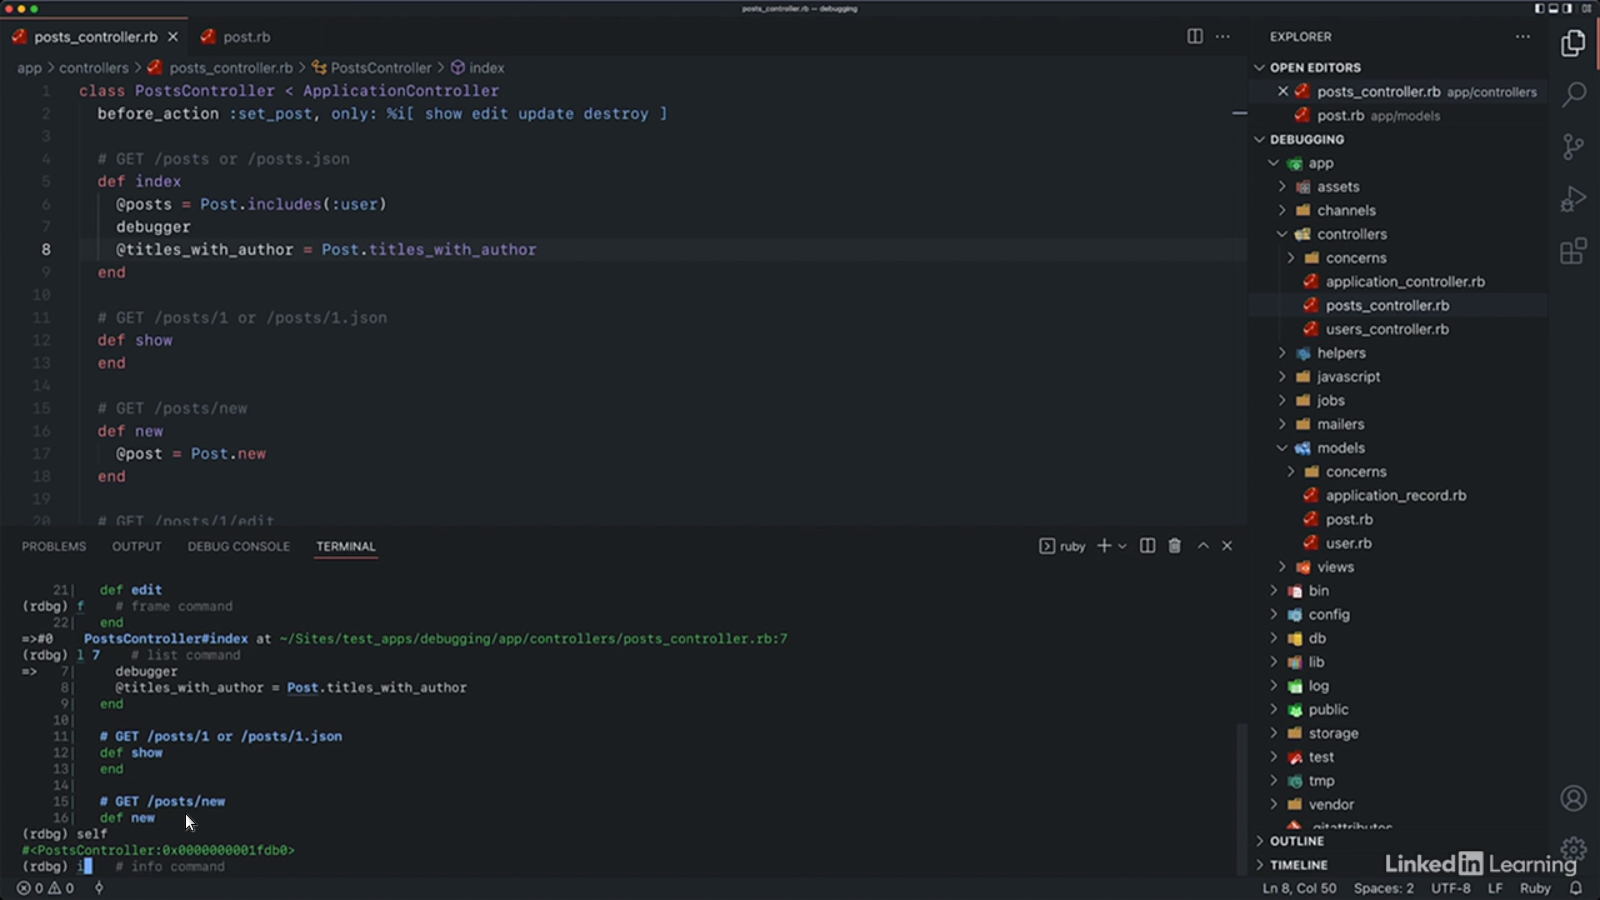 posts_controller.rb — debugging
posts_controller.rb
post.rb
app > controllers > posts_controller.rb > PostsController > index
1 class PostsController < ApplicationController
2 before_action :set_post, only: %i[ show edit update destroy ]
3
4 # GET /posts or /posts.json
5 def index
6 @posts = Post.includes(:user)
7 debugger
8 @titles_with_author = Post.titles_with_author
9 end
10
11 # GET /posts/1 or /posts/1.json
12 def show
13 end
14
15 # GET /posts/new
16 def new
17 @post = Post.new
18 end
19
20 # GET /posts/1/edit
PROBLEMS OUTPUT DEBUG CONSOLE TERMINAL
ruby
21| def edit
(rdbg) f # frame command
22| end
=>#0 PostsController#index at ~/Sites/test_apps/debugging/app/controllers/posts_controller.rb:7
(rdbg) l 7 # list command
=> 7| debugger
8| @titles_with_author = Post.titles_with_author
9| end
10|
11| # GET /posts/1 or /posts/1.json
12| def show
13| end
14|
15| # GET /posts/new
16| def new
(rdbg) self
#<PostsController:0x0000000001fdb0>
(rdbg) i # info command
EXPLORER
OPEN EDITORS
posts_controller.rb app/controllers
post.rb app/models
DEBUGGING
app
assets
channels
controllers
concerns
application_controller.rb
posts_controller.rb
users_controller.rb
helpers
javascript
jobs
mailers
models
concerns
application_record.rb
post.rb
user.rb
views
bin
config
db
lib
log
public
storage
test
tmp
vendor
.gitattributes
OUTLINE
TIMELINE
LinkedIn Learning
0 0
Ln 8, Col 50 Spaces: 2 UTF-8 LF Ruby